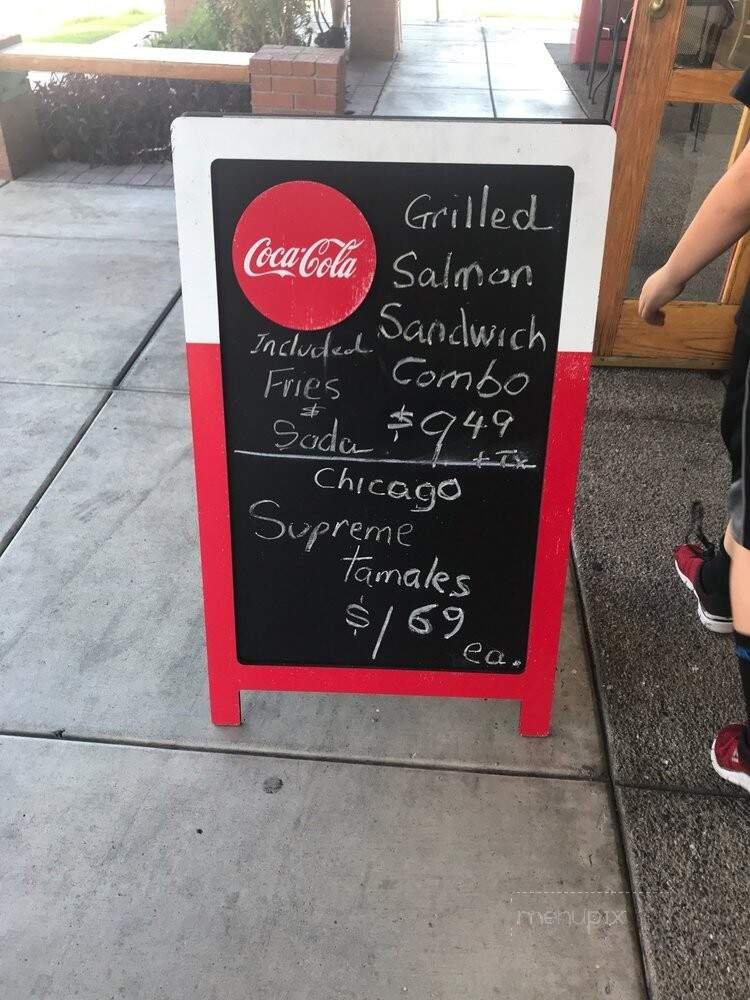 Coca-Cola
Grilled
Salmon
Sandwich
Combo
$9 49
+ Tx
Included
Fries
&
Soda
Chicago
Supreme
tamales
$1 69
ea.
menupix